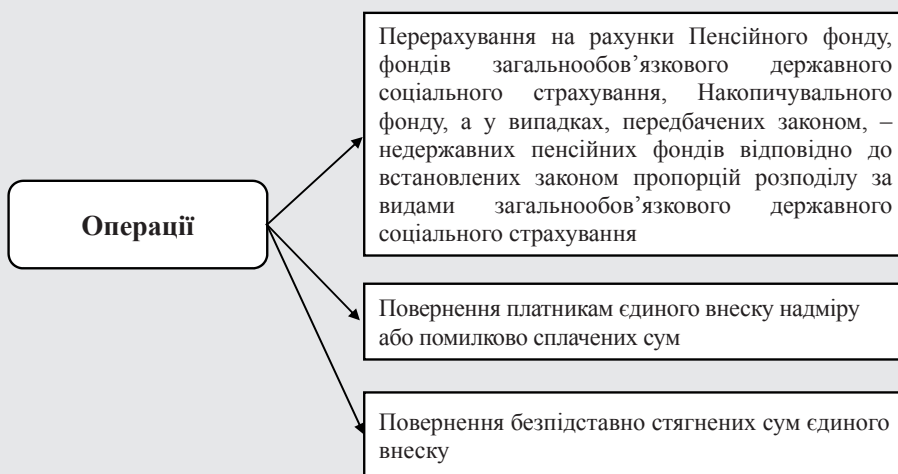 Перерахування на рахунки Пенсійного фонду,
фондів загальнообов’язкового державного
соціального страхування, Накопичувального
фонду, а у випадках, передбачених законом, –
недержавних пенсійних фондів відповідно до
встановлених законом пропорцій розподілу за
видами загальнообов’язкового державного
соціального страхування
Операції
Повернення платникам єдиного внеску надміру
або помилково сплачених сум
Повернення безпідставно стягнених сум єдиного
внеску